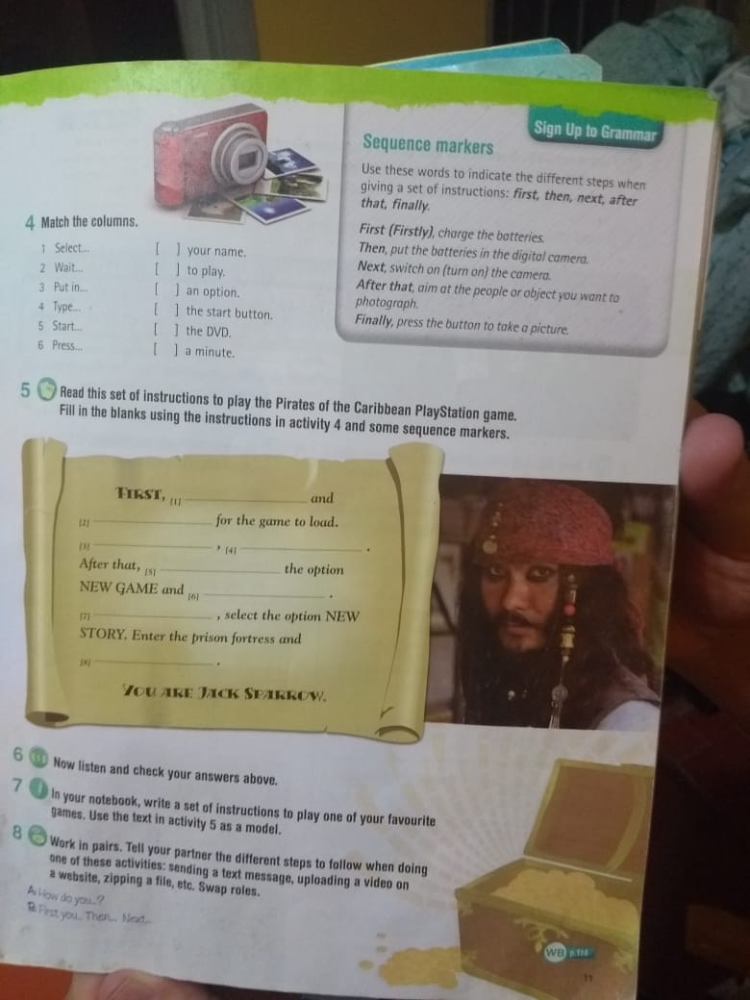 Sign Up to Grammar
Sequence markers
Use these words to indicate the different steps when
giving a set of instructions: first, then, next, after
that, finally.
First (Firstly), charge the batteries.
Then, put the batteries in the digital camera.
Next, switch on (turn on) the camera.
After that, aim at the people or object you want to
photograph.
Finally, press the button to take a picture.
4 Match the columns.
1 Select... [ ] your name.
2 Wait... [ ] to play.
3 Put in... [ ] an option.
4 Type... [ ] the start button.
5 Start... [ ] the DVD.
6 Press... [ ] a minute.
5 Read this set of instructions to play the Pirates of the Caribbean PlayStation game.
Fill in the blanks using the instructions in activity 4 and some sequence markers.
FIRST, [1] ____________ and
[2] ____________ for the game to load.
[3] ____________ , [4] ____________ .
After that, [5] ____________ the option
NEW GAME and [6] ____________ .
[7] ____________ , select the option NEW
STORY. Enter the prison fortress and
[8] ____________ .
YOU ARE JACK SPARROW.
6 Now listen and check your answers above.
7 In your notebook, write a set of instructions to play one of your favourite
games. Use the text in activity 5 as a model.
8 Work in pairs. Tell your partner the different steps to follow when doing
one of these activities: sending a text message, uploading a video on
a website, zipping a file, etc. Swap roles.
A: How do you...?
B: First you... Then... Next...
WB p.114
11